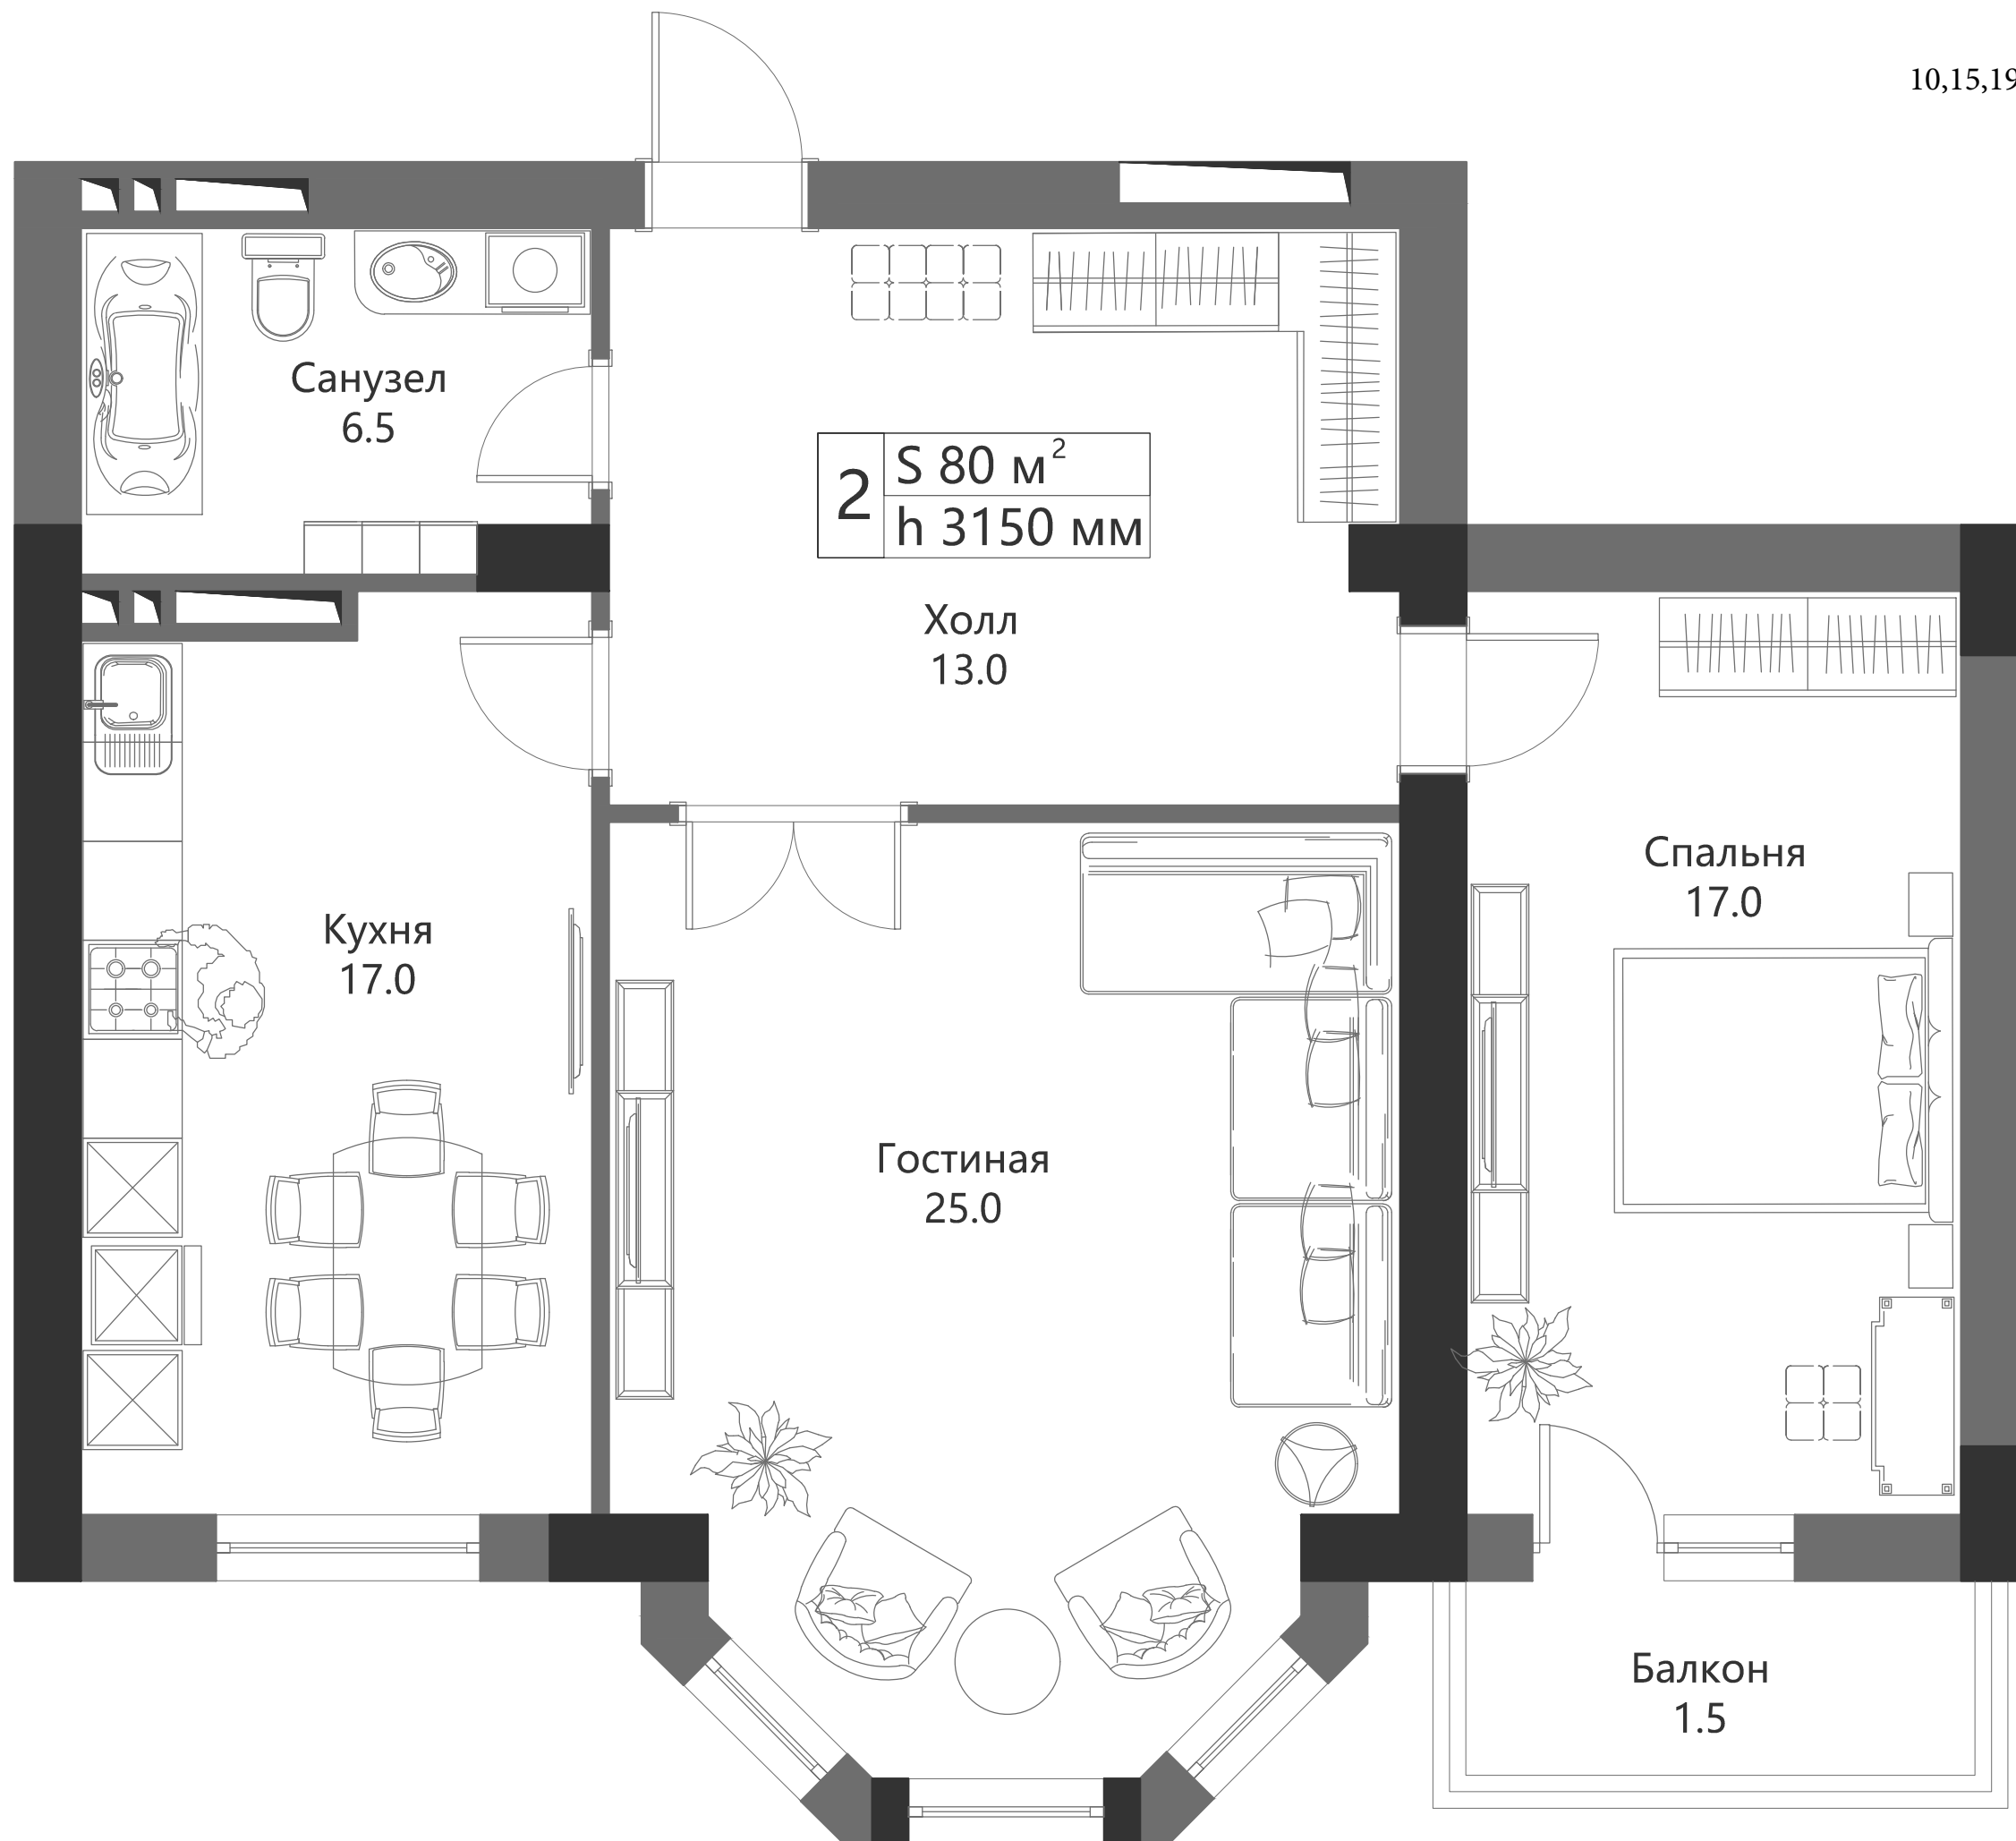 10,15,19
Санузел
6.5
2
S 80 м²
h 3150 мм
Холл
13.0
Спальня
17.0
Кухня
17.0
Гостиная
25.0
Балкон
1.5